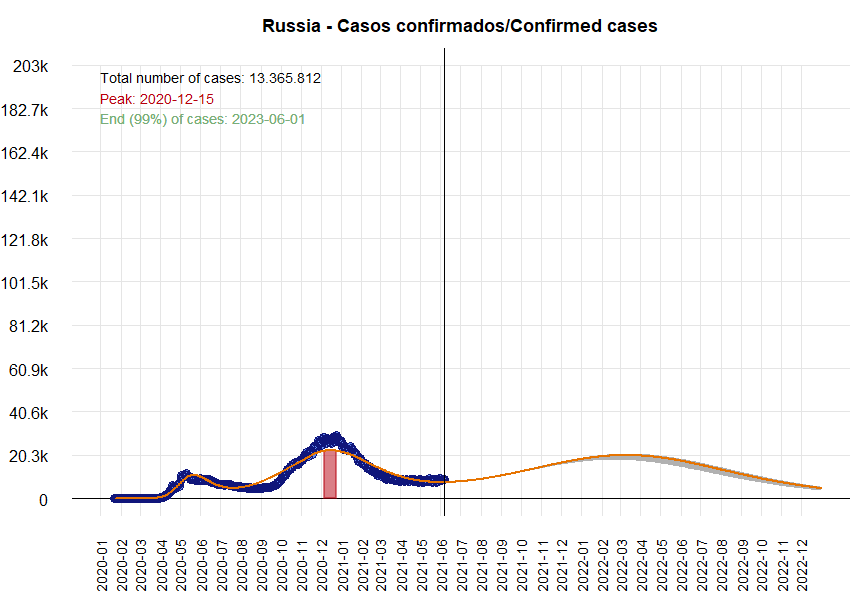 Russia - Casos confirmados/Confirmed cases
Total number of cases: 13.365.812
Peak: 2020-12-15
End (99%) of cases: 2023-06-01
203k
182.7k
162.4k
142.1k
121.8k
101.5k
81.2k
60.9k
40.6k
20.3k
0
2020-01
2020-02
2020-03
2020-04
2020-05
2020-06
2020-07
2020-08
2020-09
2020-10
2020-11
2020-12
2021-01
2021-02
2021-03
2021-04
2021-05
2021-06
2021-07
2021-08
2021-09
2021-10
2021-11
2021-12
2022-01
2022-02
2022-03
2022-04
2022-05
2022-06
2022-07
2022-08
2022-09
2022-10
2022-11
2022-12